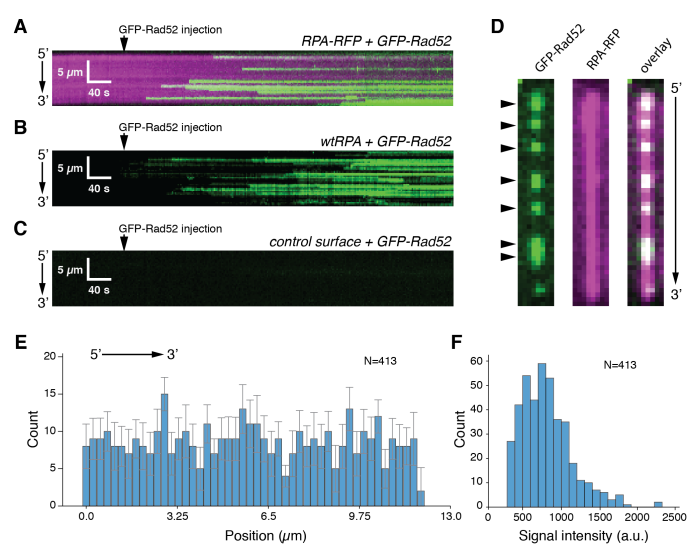 A
GFP-Rad52 injection
RPA-RFP + GFP-Rad52
5’
5 µm
40 s
3’
B
GFP-Rad52 injection
wtRPA + GFP-Rad52
5’
5 µm
40 s
3’
C
GFP-Rad52 injection
control surface + GFP-Rad52
5’
5 µm
40 s
3’
D
GFP-Rad52
RPA-RFP
overlay
5’
3’
E
5’ 3’
N=413
20
15
10
5
0
Count
0.0 3.25 6.5 9.75 13.0
Position (µm)
F
N=413
60
50
40
30
20
10
0
Count
0 500 1000 1500 2000 2500
Signal intensity (a.u.)